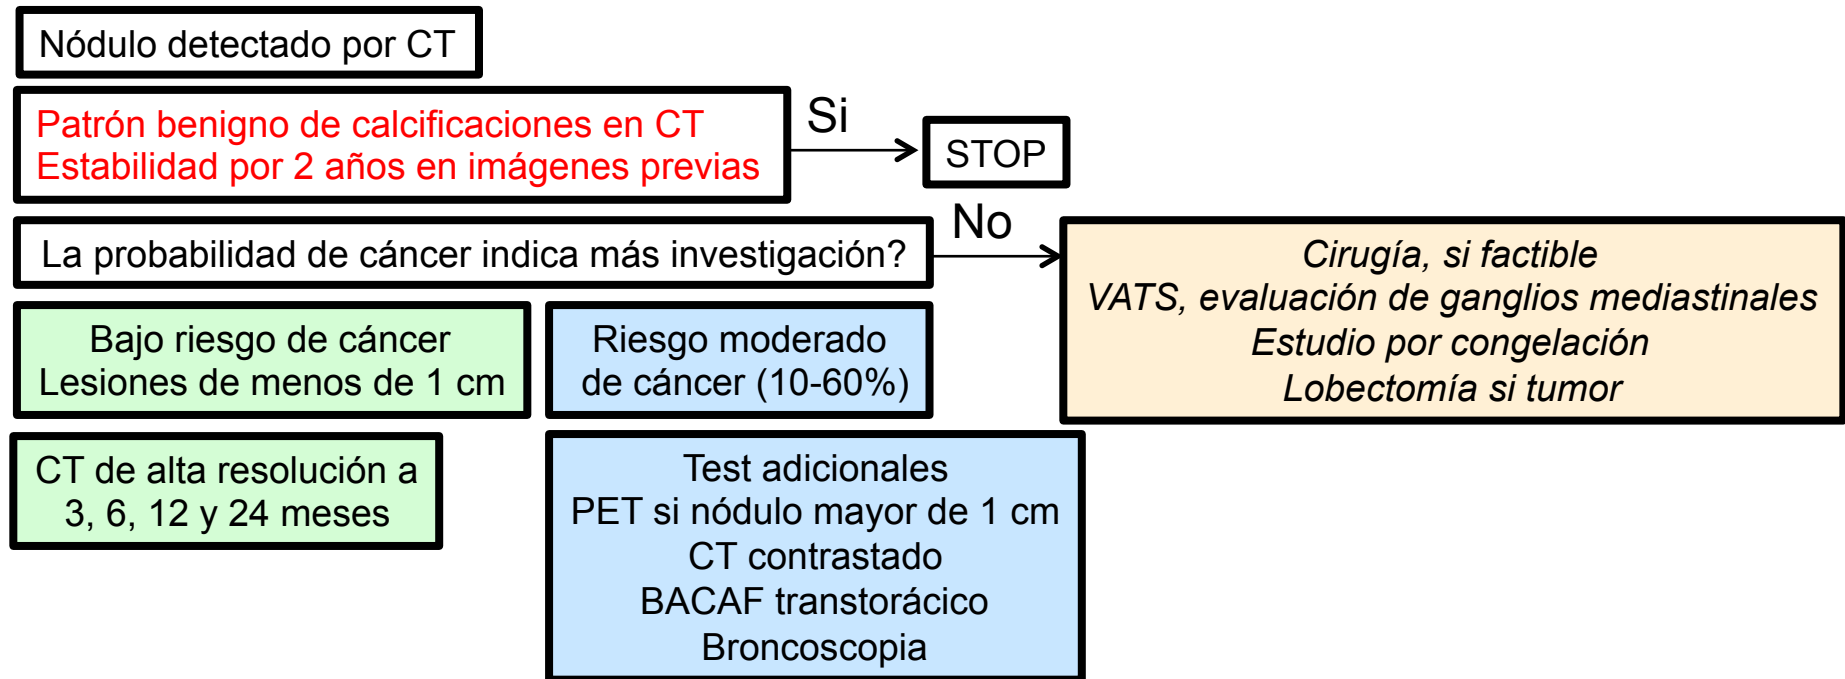 Nódulo detectado por CT
Patrón benigno de calcificaciones en CT
Estabilidad por 2 años en imágenes previas
Si
STOP
La probabilidad de cáncer indica más investigación?
No
Cirugía, si factible
VATS, evaluación de ganglios mediastinales
Estudio por congelación
Lobectomía si tumor
Bajo riesgo de cáncer
Lesiones de menos de 1 cm
Riesgo moderado
de cáncer (10-60%)
CT de alta resolución a
3, 6, 12 y 24 meses
Test adicionales
PET si nódulo mayor de 1 cm
CT contrastado
BACAF transtorácico
Broncoscopia